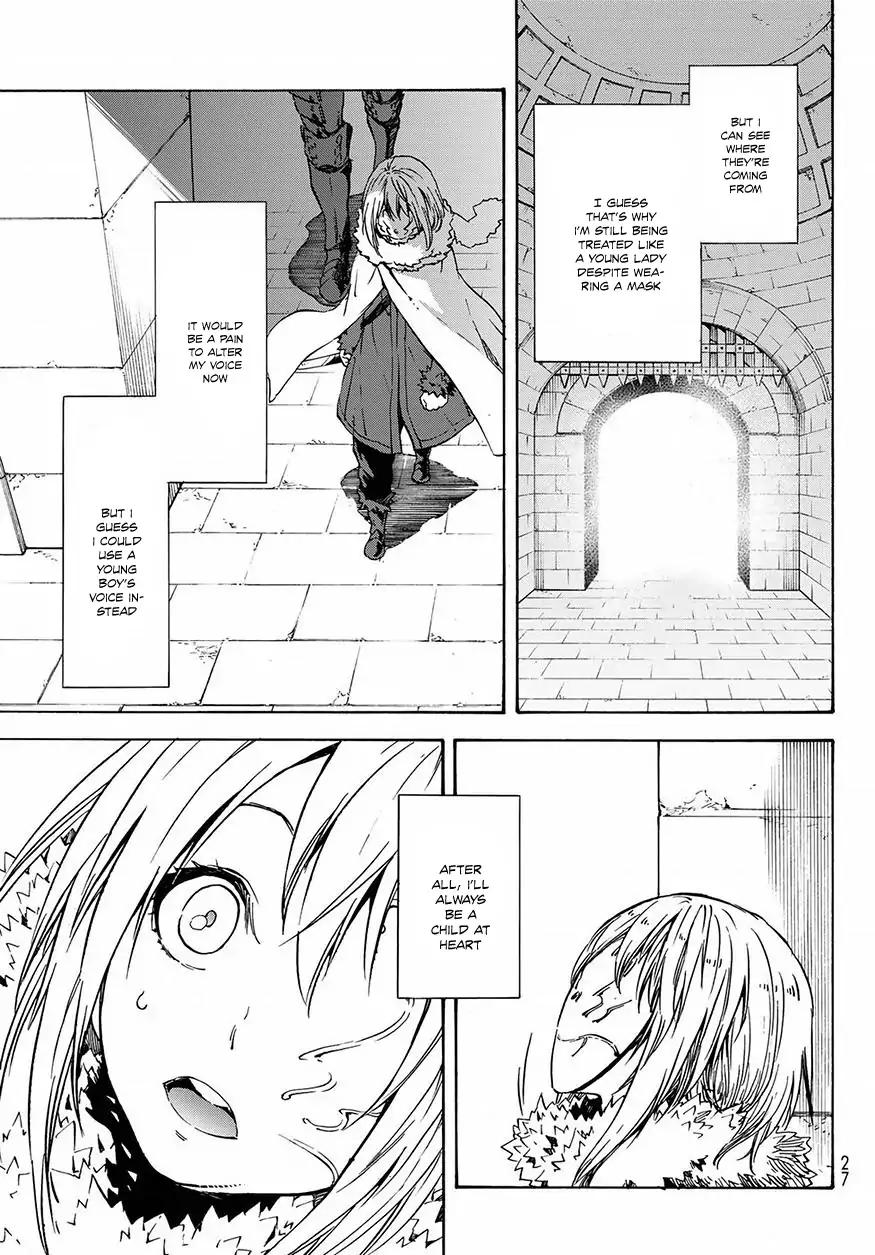 BUT I
CAN SEE
WHERE
THEY'RE
COMING
FROM
I GUESS
THAT'S WHY
I'M STILL BEING
TREATED LIKE
A YOUNG LADY
DESPITE WEA-
RING A MASK
IT WOULD
BE A PAIN
TO ALTER
MY VOICE
NOW
BUT I
GUESS
I COULD
USE A
YOUNG
BOY'S
VOICE IN-
STEAD
AFTER
ALL, I'LL
ALWAYS
BE A
CHILD AT
HEART
27